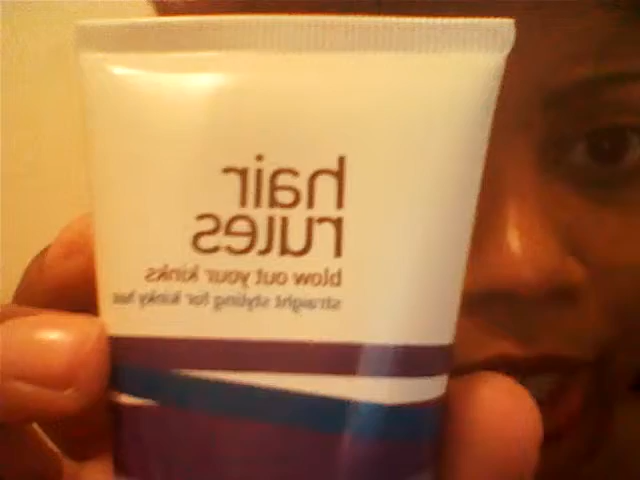 hair
rules
blow out your kinks
straight styling for kinky hair